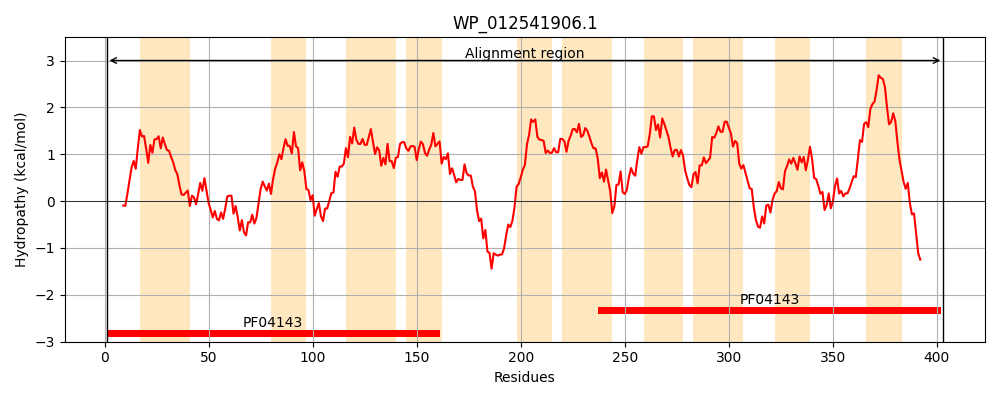 WP_012541906.1
Hydropathy (kcal/mol)
3
2
1
0
−1
−2
−3
Alignment region
PF04143
PF04143
0 50 100 150 200 250 300 350 400
Residues